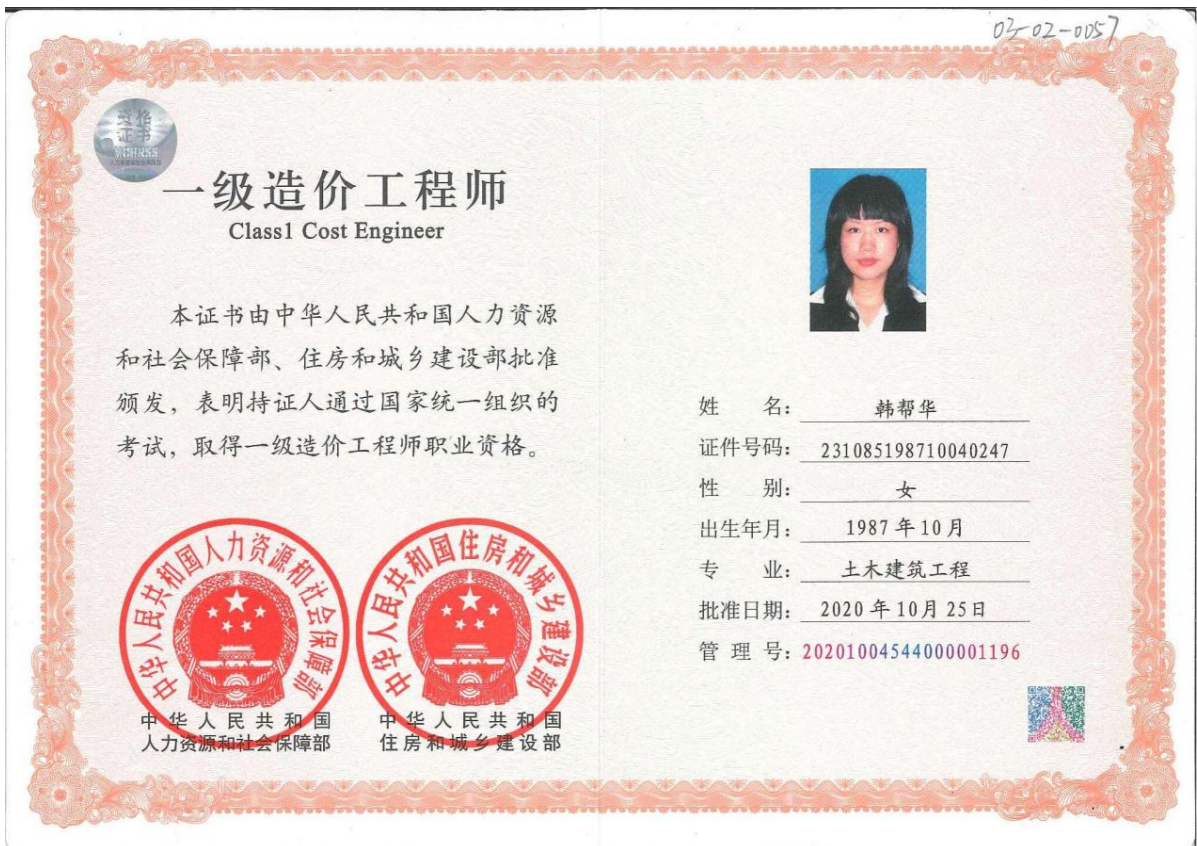 03-02-0057
资格
证书
MOHRSS
一级造价工程师
Class1 Cost Engineer
本证书由中华人民共和国人力资源
和社会保障部、住房和城乡建设部批准
颁发，表明持证人通过国家统一组织的
考试，取得一级造价工程师职业资格。
中华人民共和国人力资源和社会保障部
中华人民共和国
人力资源和社会保障部
中华人民共和国住房和城乡建设部
中华人民共和国
住房和城乡建设部
姓 名： 韩帮华
证件号码： 231085198710040247
性 别： 女
出生年月： 1987年10月
专 业： 土木建筑工程
批准日期： 2020年10月25日
管 理 号： 20201004544000001196